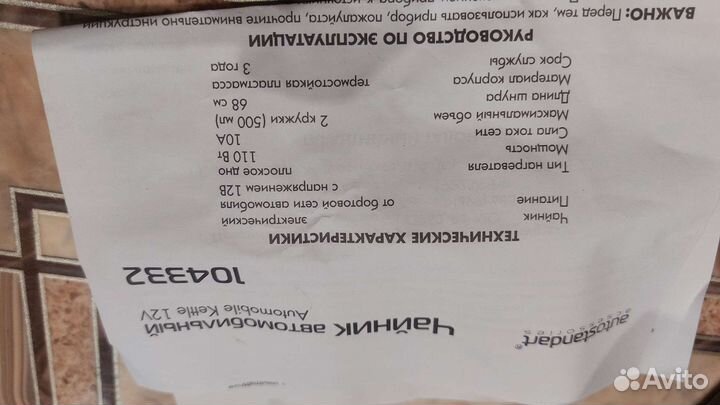 autostandart®
accessories
Чайник автомобильный
Automobile Kettle 12V
104332
ТЕХНИЧЕСКИЕ ХАРАКТЕРИСТИКИ
Чайник электрический
Питание от бортовой сети автомобиля
с напряжением 12В
Тип нагревателя плоское дно
Мощность 110 Вт
Сила тока сети 10А
Максимальный объем 2 кружки (500 мл)
Длина шнура 68 см
Материал корпуса термостойкая пластмасса
Срок службы 3 года
РУКОВОДСТВО ПО ЭКСПЛУАТАЦИИ
ВАЖНО: Перед тем, как использовать прибор, пожалуйста, прочтите внимательно инструкции
Avito